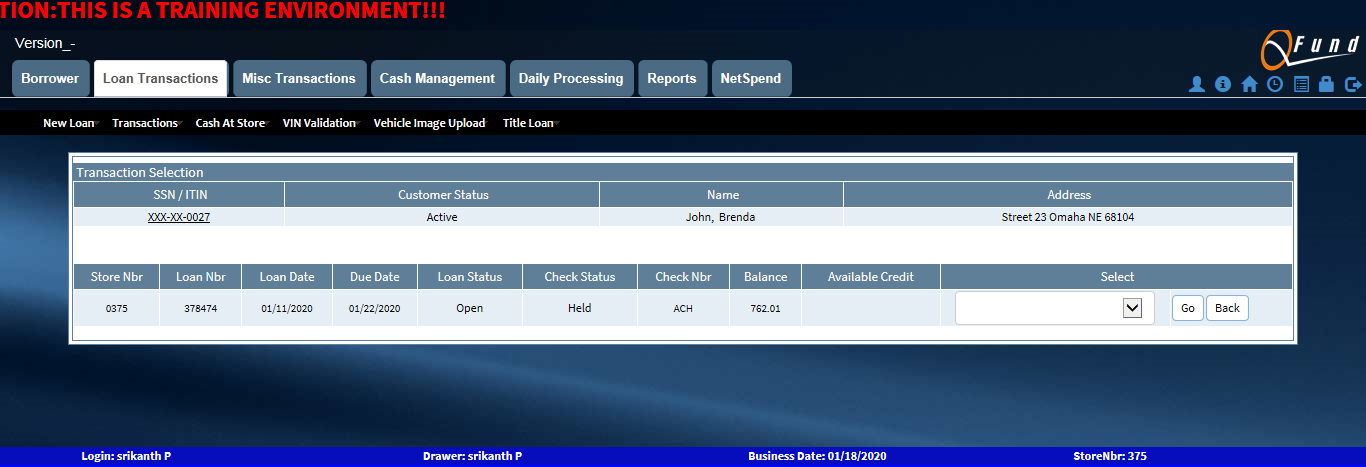 TION:THIS IS A TRAINING ENVIRONMENT!!!
Version_-
QFund
Borrower Loan Transactions Misc Transactions Cash Management Daily Processing Reports NetSpend
New Loan Transactions Cash At Store VIN Validation Vehicle Image Upload Title Loan
Transaction Selection
SSN / ITIN Customer Status Name Address
XXX-XX-0027 Active John, Brenda Street 23 Omaha NE 68104
Store Nbr Loan Nbr Loan Date Due Date Loan Status Check Status Check Nbr Balance Available Credit Select
0375 378474 01/11/2020 01/22/2020 Open Held ACH 762.01 Go Back
Login: srikanth P Drawer: srikanth P Business Date: 01/18/2020 StoreNbr: 375